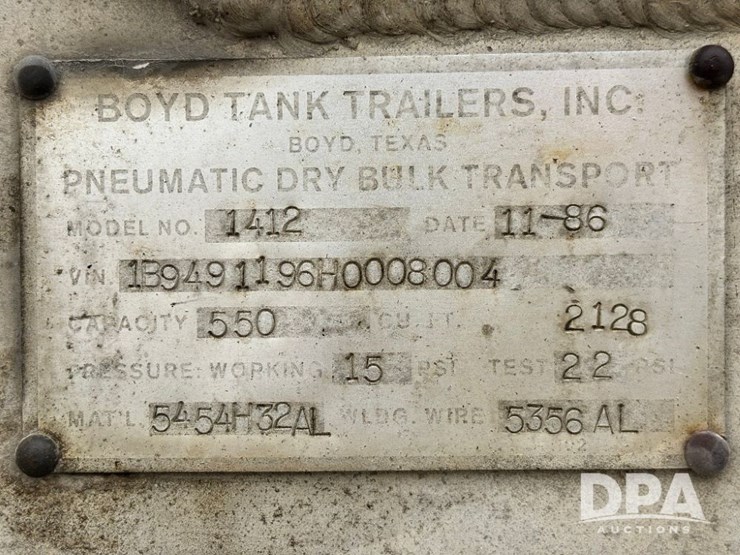 BOYD TANK TRAILERS, INC.
BOYD, TEXAS
PNEUMATIC DRY BULK TRANSPORT
MODEL NO. 1412 DATE 11-86
VIN 1B9491196H0008004
CAPACITY 550 CU. FT. 2128
PRESSURE: WORKING 15 PSI TEST 22 PSI
MAT'L 5454H32AL WLDG. WIRE 5356 AL
DPA
AUCTIONS